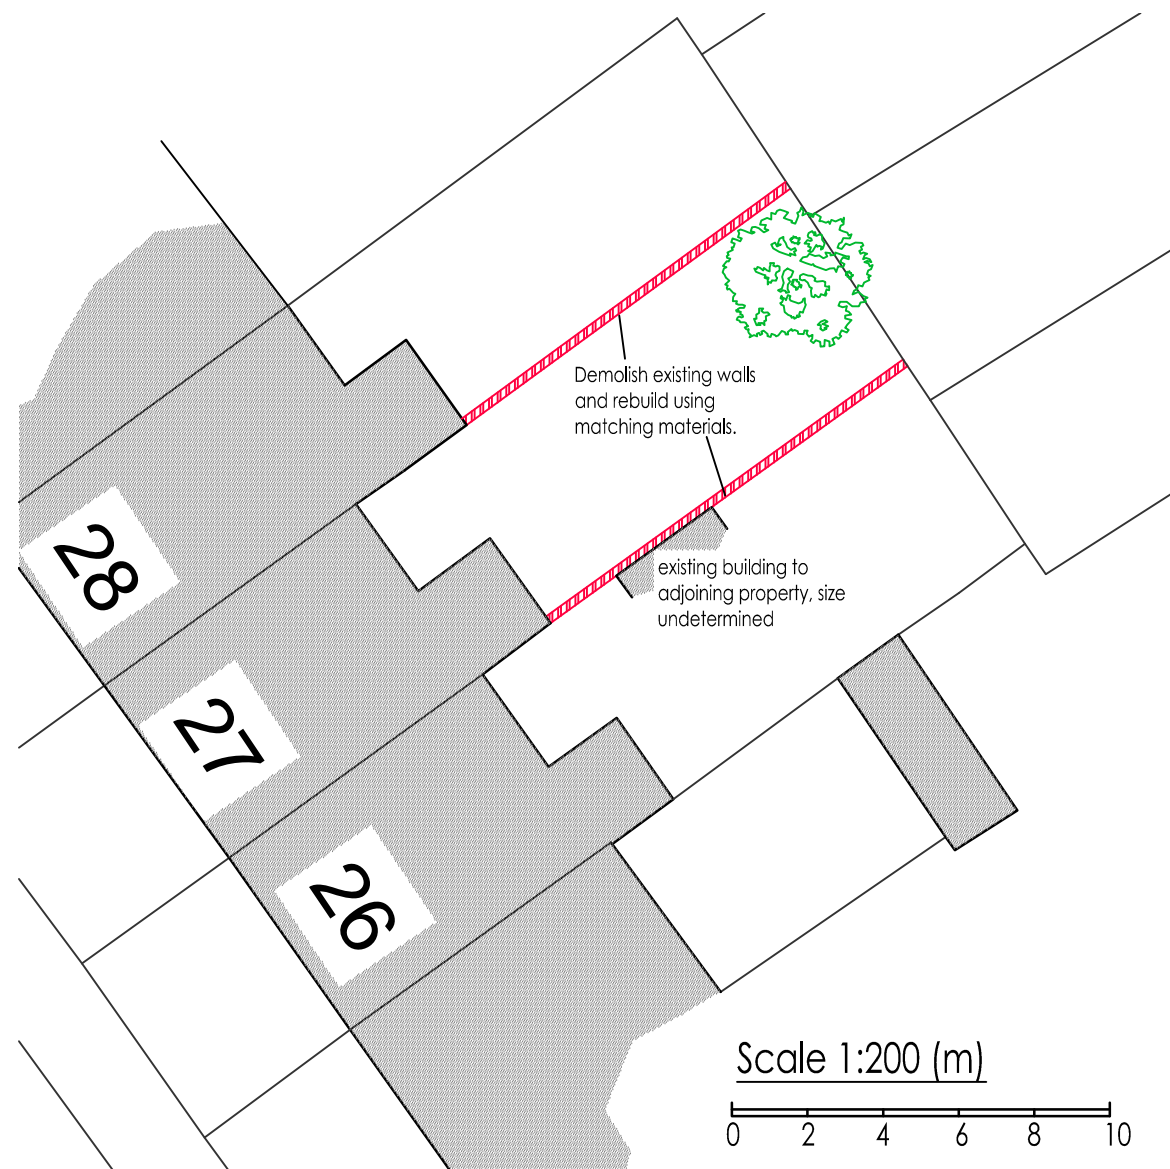 Demolish existing walls
and rebuild using
matching materials.
existing building to
adjoining property, size
undetermined
28
27
26
Scale 1:200 (m)
0 2 4 6 8 10